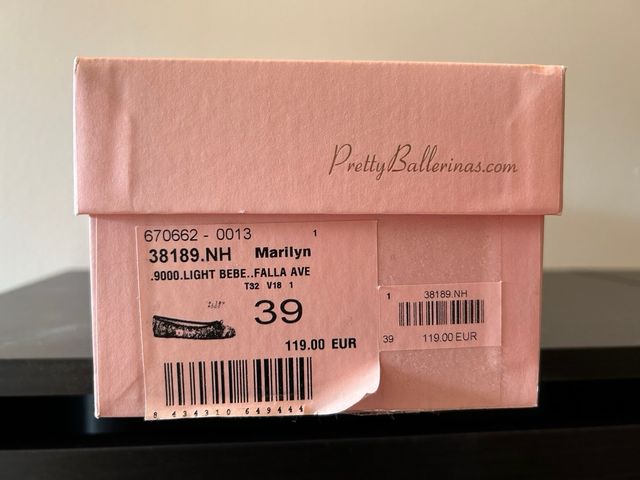 PrettyBallerinas.com
670662 - 0013 1
38189.NH Marilyn
.9000.LIGHT BEBE..FALLA AVE
T32 V18 1
39
119.00 EUR
8 434310 649444
1 38189.NH
39 119.00 EUR